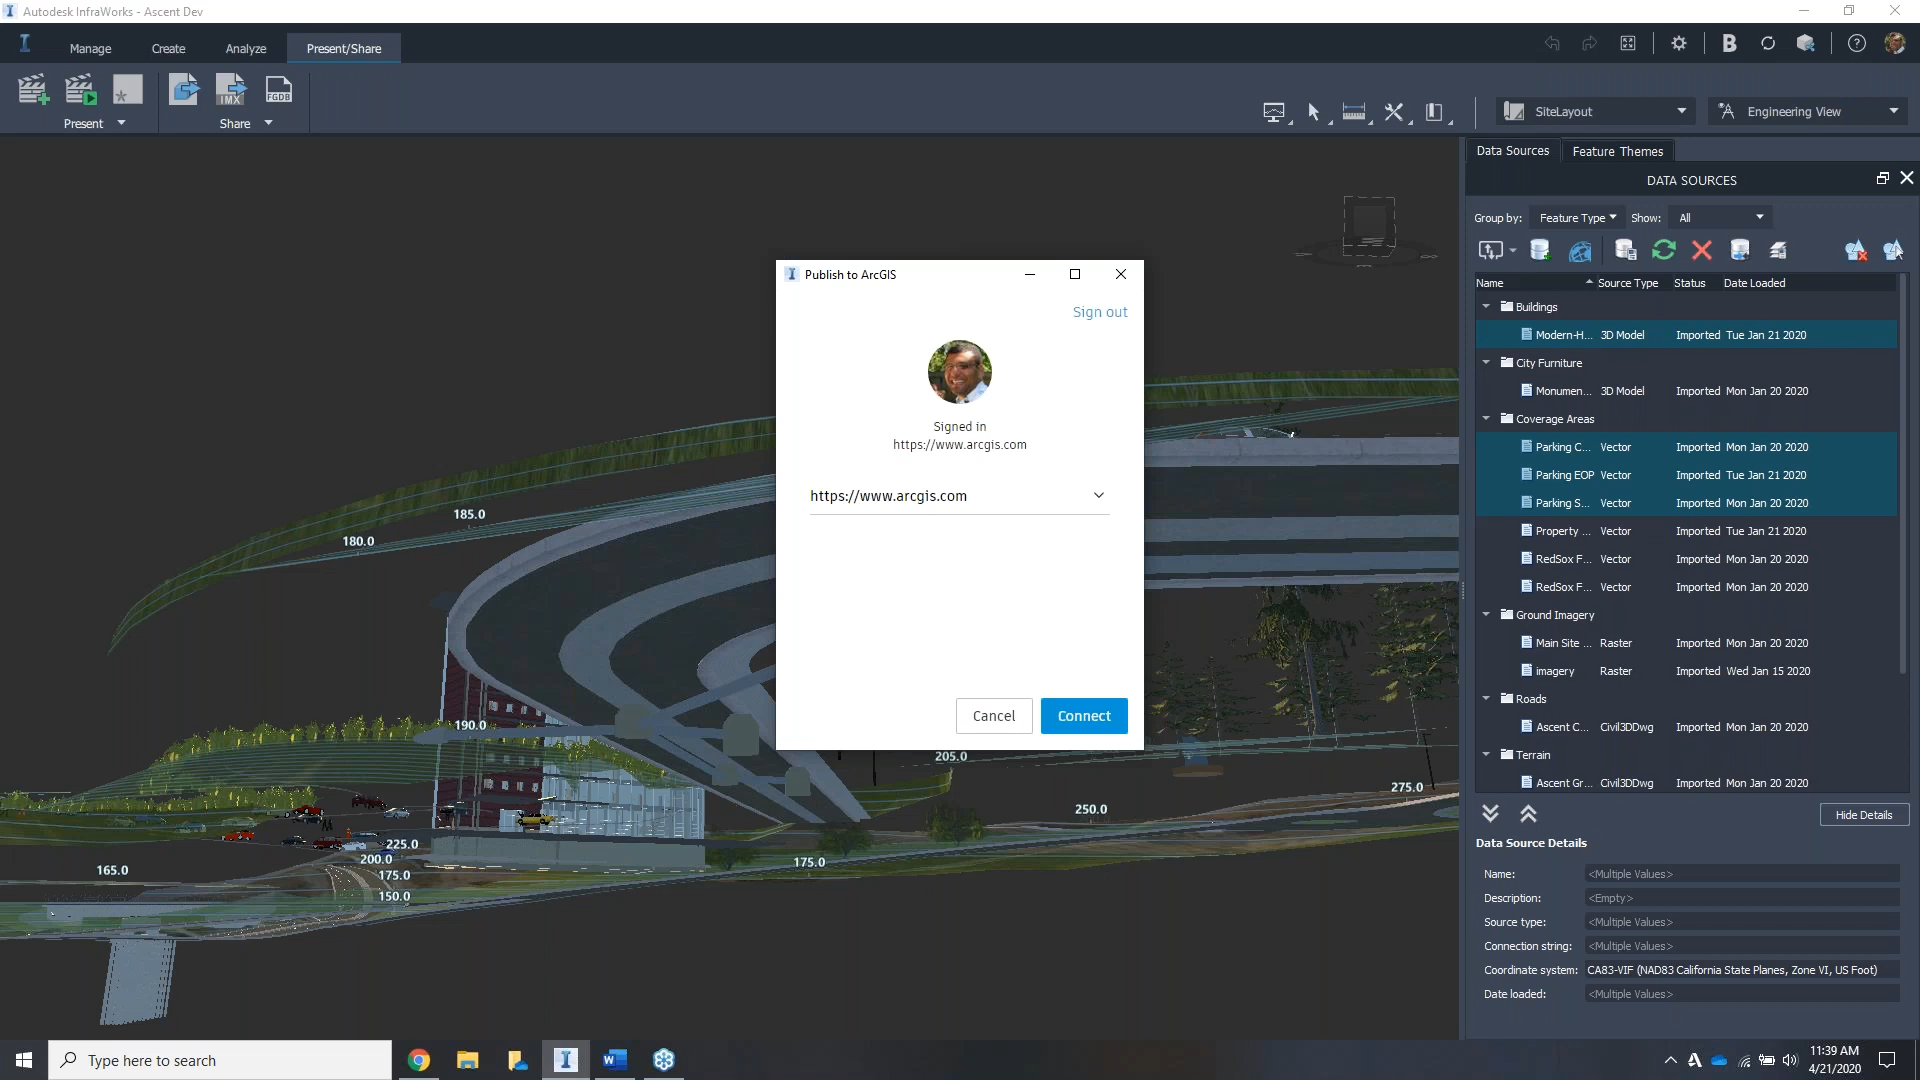 Autodesk InfraWorks - Ascent Dev
Manage Create Analyze Present/Share
IMX
FGDB
Present Share
SiteLayout
Engineering View
Data Sources Feature Themes
DATA SOURCES
Group by: Feature Type Show: All
Name Source Type Status Date Loaded
Buildings
Modern-H... 3D Model Imported Tue Jan 21 2020
City Furniture
Monumen... 3D Model Imported Mon Jan 20 2020
Coverage Areas
Parking C... Vector Imported Mon Jan 20 2020
Parking EOP Vector Imported Tue Jan 21 2020
Parking S... Vector Imported Mon Jan 20 2020
Property ... Vector Imported Tue Jan 21 2020
RedSox F... Vector Imported Mon Jan 20 2020
RedSox F... Vector Imported Mon Jan 20 2020
Ground Imagery
Main Site ... Raster Imported Mon Jan 20 2020
imagery Raster Imported Wed Jan 15 2020
Roads
Ascent C... Civil3DDwg Imported Mon Jan 20 2020
Terrain
Ascent Gr... Civil3DDwg Imported Mon Jan 20 2020
Hide Details
Data Source Details
Name: <Multiple Values>
Description: <Empty>
Source type: <Multiple Values>
Connection string: <Multiple Values>
Coordinate system: CA83-VIF (NAD83 California State Planes, Zone VI, US Foot)
Date loaded: <Multiple Values>
Publish to ArcGIS
Sign out
Signed in
https://www.arcgis.com
https://www.arcgis.com
Cancel Connect
185.0
180.0
190.0
205.0
275.0
250.0
225.0
200.0
175.0
165.0
175.0
150.0
Type here to search
11:39 AM
4/21/2020